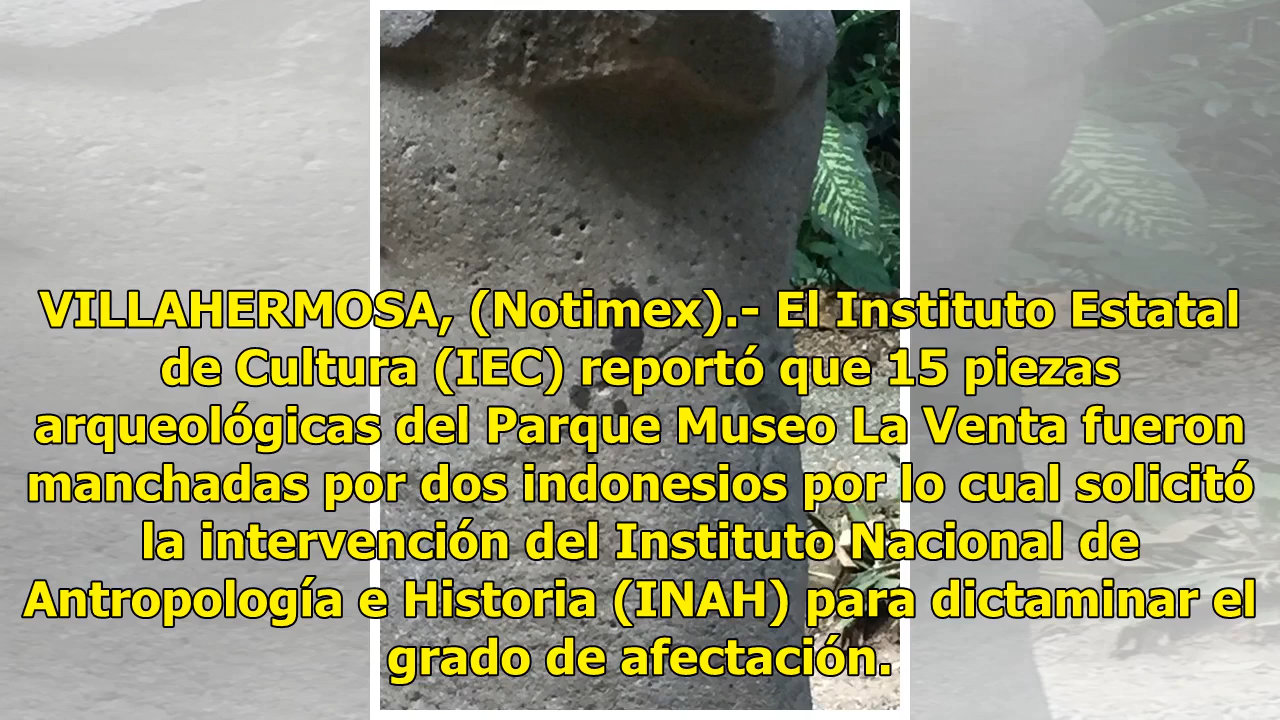 VILLAHERMOSA, (Notimex).- El Instituto Estatal
de Cultura (IEC) reportó que 15 piezas
arqueológicas del Parque Museo La Venta fueron
manchadas por dos indonesios por lo cual solicitó
la intervención del Instituto Nacional de
Antropología e Historia (INAH) para dictaminar el
grado de afectación.